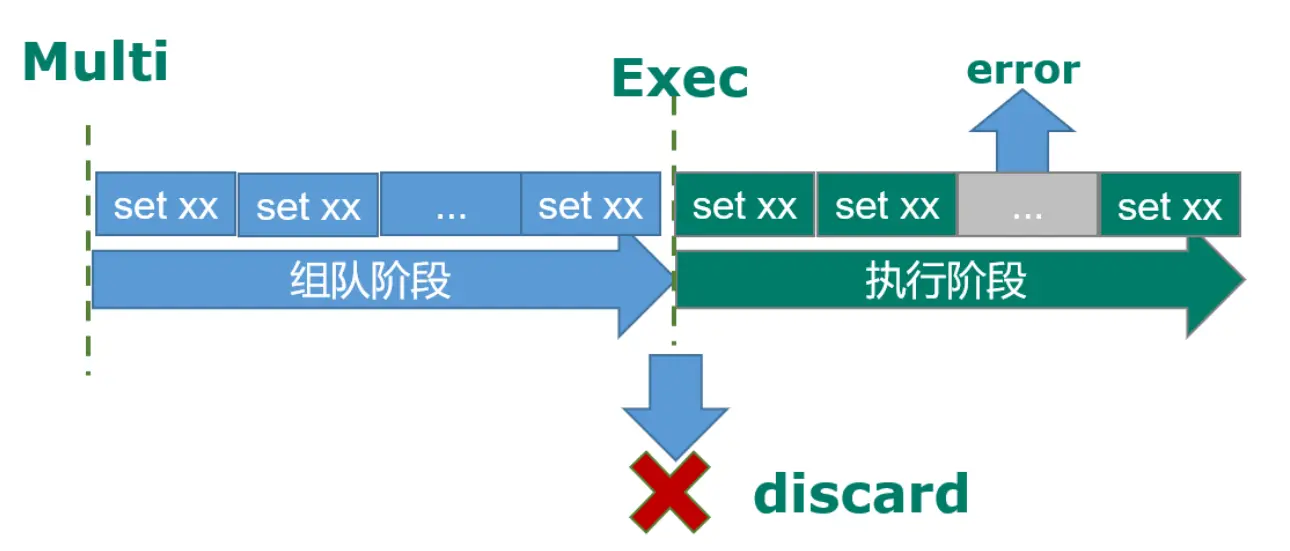 Multi
Exec
error
set xx
set xx
...
set xx
set xx
set xx
...
set xx
组队阶段
执行阶段
discard